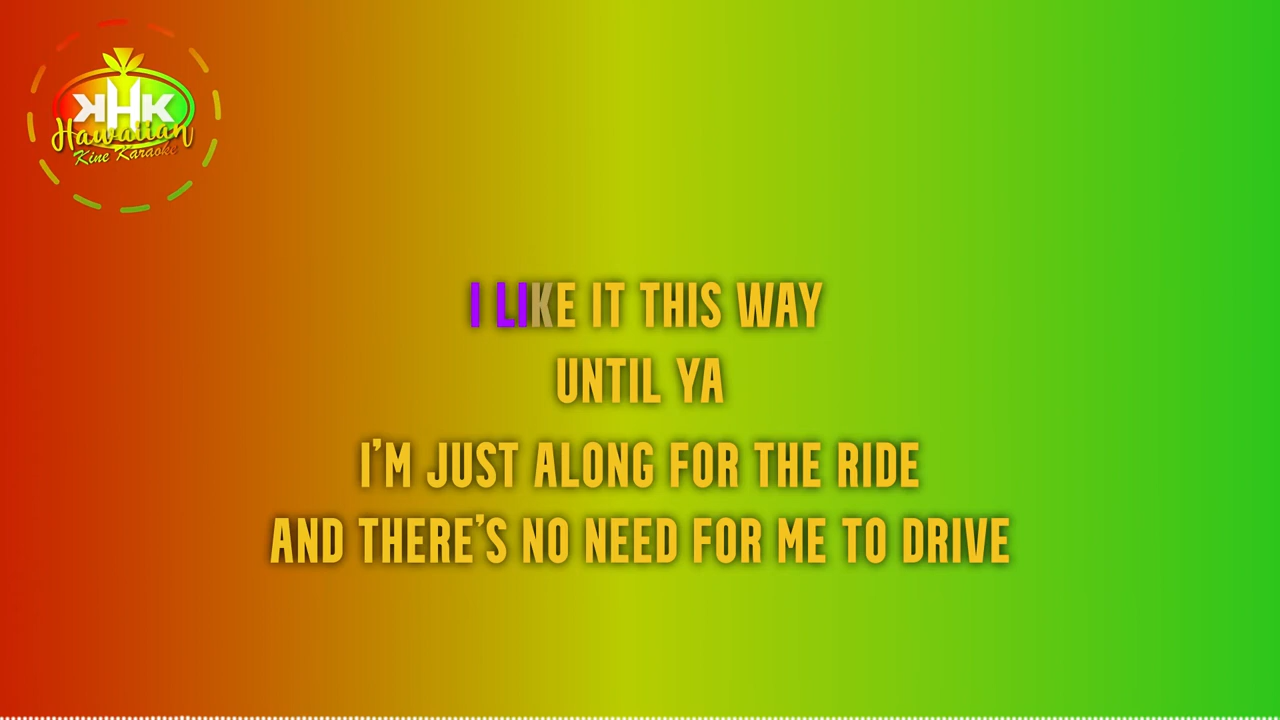 KHK
Hawaiian
Kine Karaoke
I LIKE IT THIS WAY
UNTIL YA
I'M JUST ALONG FOR THE RIDE
AND THERE'S NO NEED FOR ME TO DRIVE